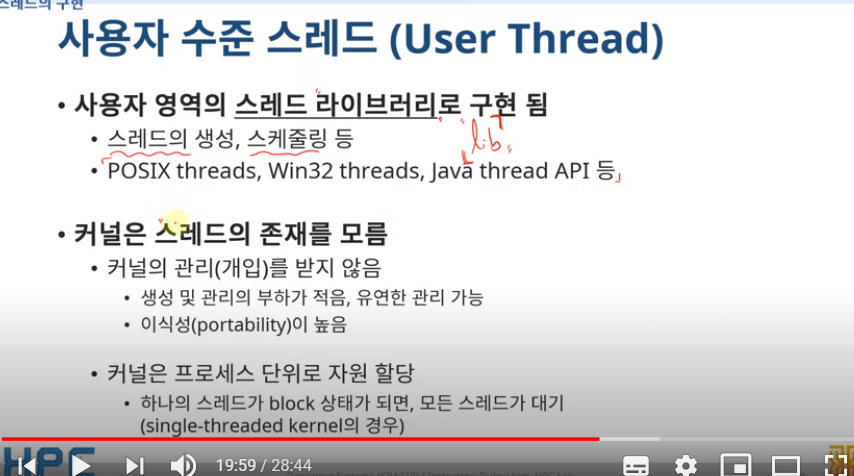 스레드의 구현
사용자 수준 스레드 (User Thread)
• 사용자 영역의 스레드 라이브러리로 구현 됨
lib
• 스레드의 생성, 스케줄링 등
• POSIX threads, Win32 threads, Java thread API 등
• 커널은 스레드의 존재를 모름
• 커널의 관리(개입)를 받지 않음
• 생성 및 관리의 부하가 적음, 유연한 관리 가능
• 이식성(portability)이 높음
• 커널은 프로세스 단위로 자원 할당
• 하나의 스레드가 block 상태가 되면, 모든 스레드가 대기
(single-threaded kernel의 경우)
HPC
19:59 / 28:44